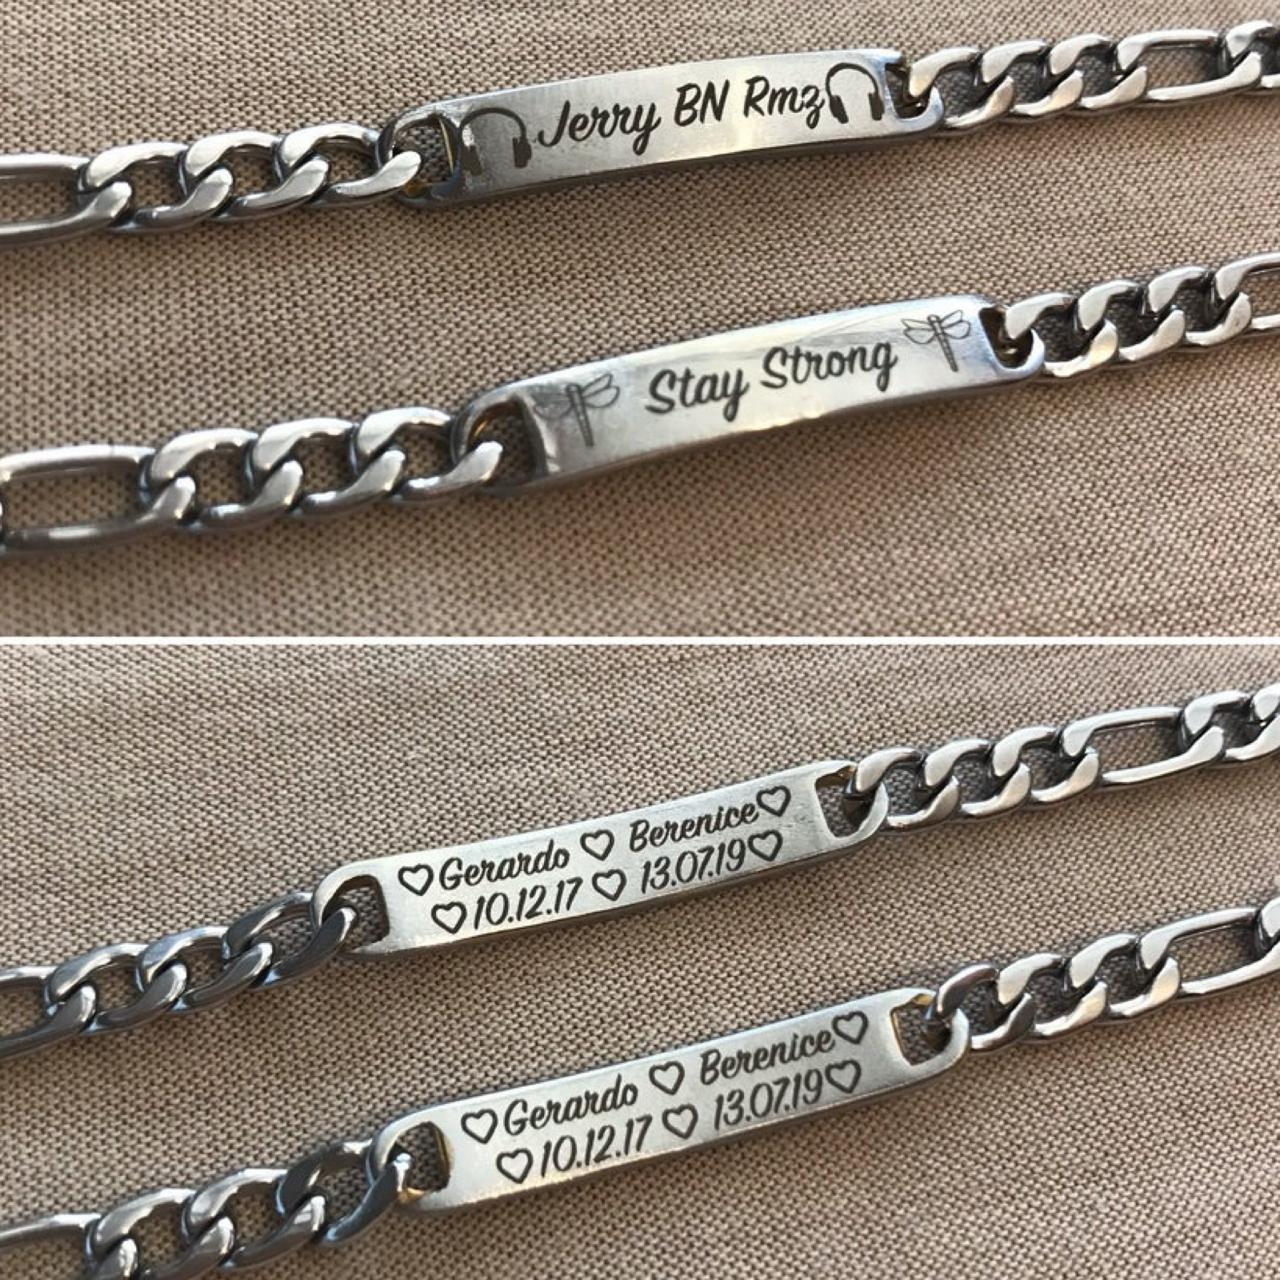 Jerry BN Rmz
Stay Strong
♡Gerardo ♡ Berenice♡
♡10.12.17 ♡ 13.07.19♡
♡Gerardo ♡ Berenice♡
♡10.12.17 ♡ 13.07.19♡